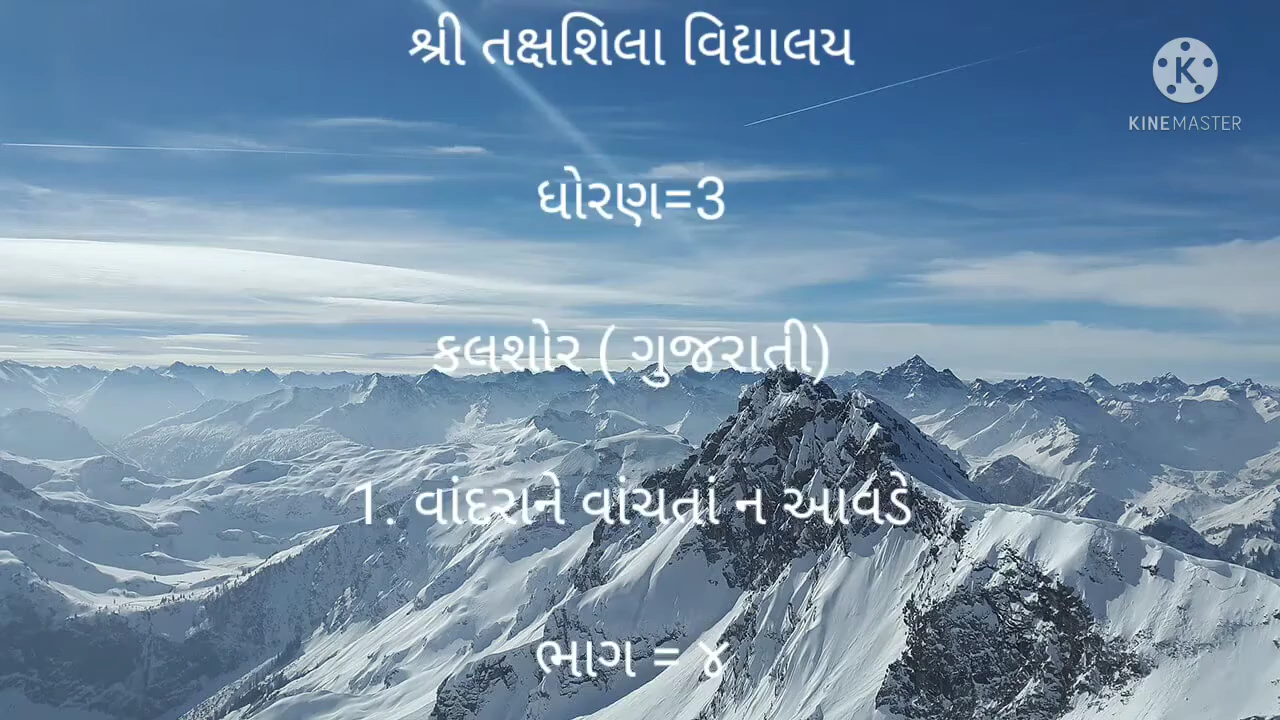 શ્રી તક્ષશિલા વિદ્યાલય
KINEMASTER
ધોરણ=3
કલશોર ( ગુજરાતી)
1. વાંદરાને વાંચતાં ન આવડે
ભાગ = ૪